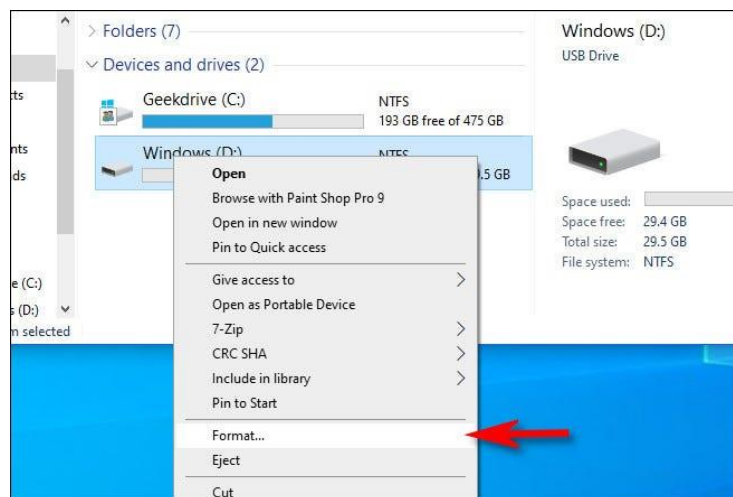 Folders (7)
Devices and drives (2)
Geekdrive (C:)
NTFS
193 GB free of 475 GB
Windows (D:)
NTFS
.5 GB
Open
Browse with Paint Shop Pro 9
Open in new window
Pin to Quick access
Give access to
Open as Portable Device
7-Zip
CRC SHA
Include in library
Pin to Start
Format...
Eject
Cut
Windows (D:)
USB Drive
Space used:
Space free: 29.4 GB
Total size: 29.5 GB
File system: NTFS
cts
nts
ds
e (C:)
s (D:)
m selected